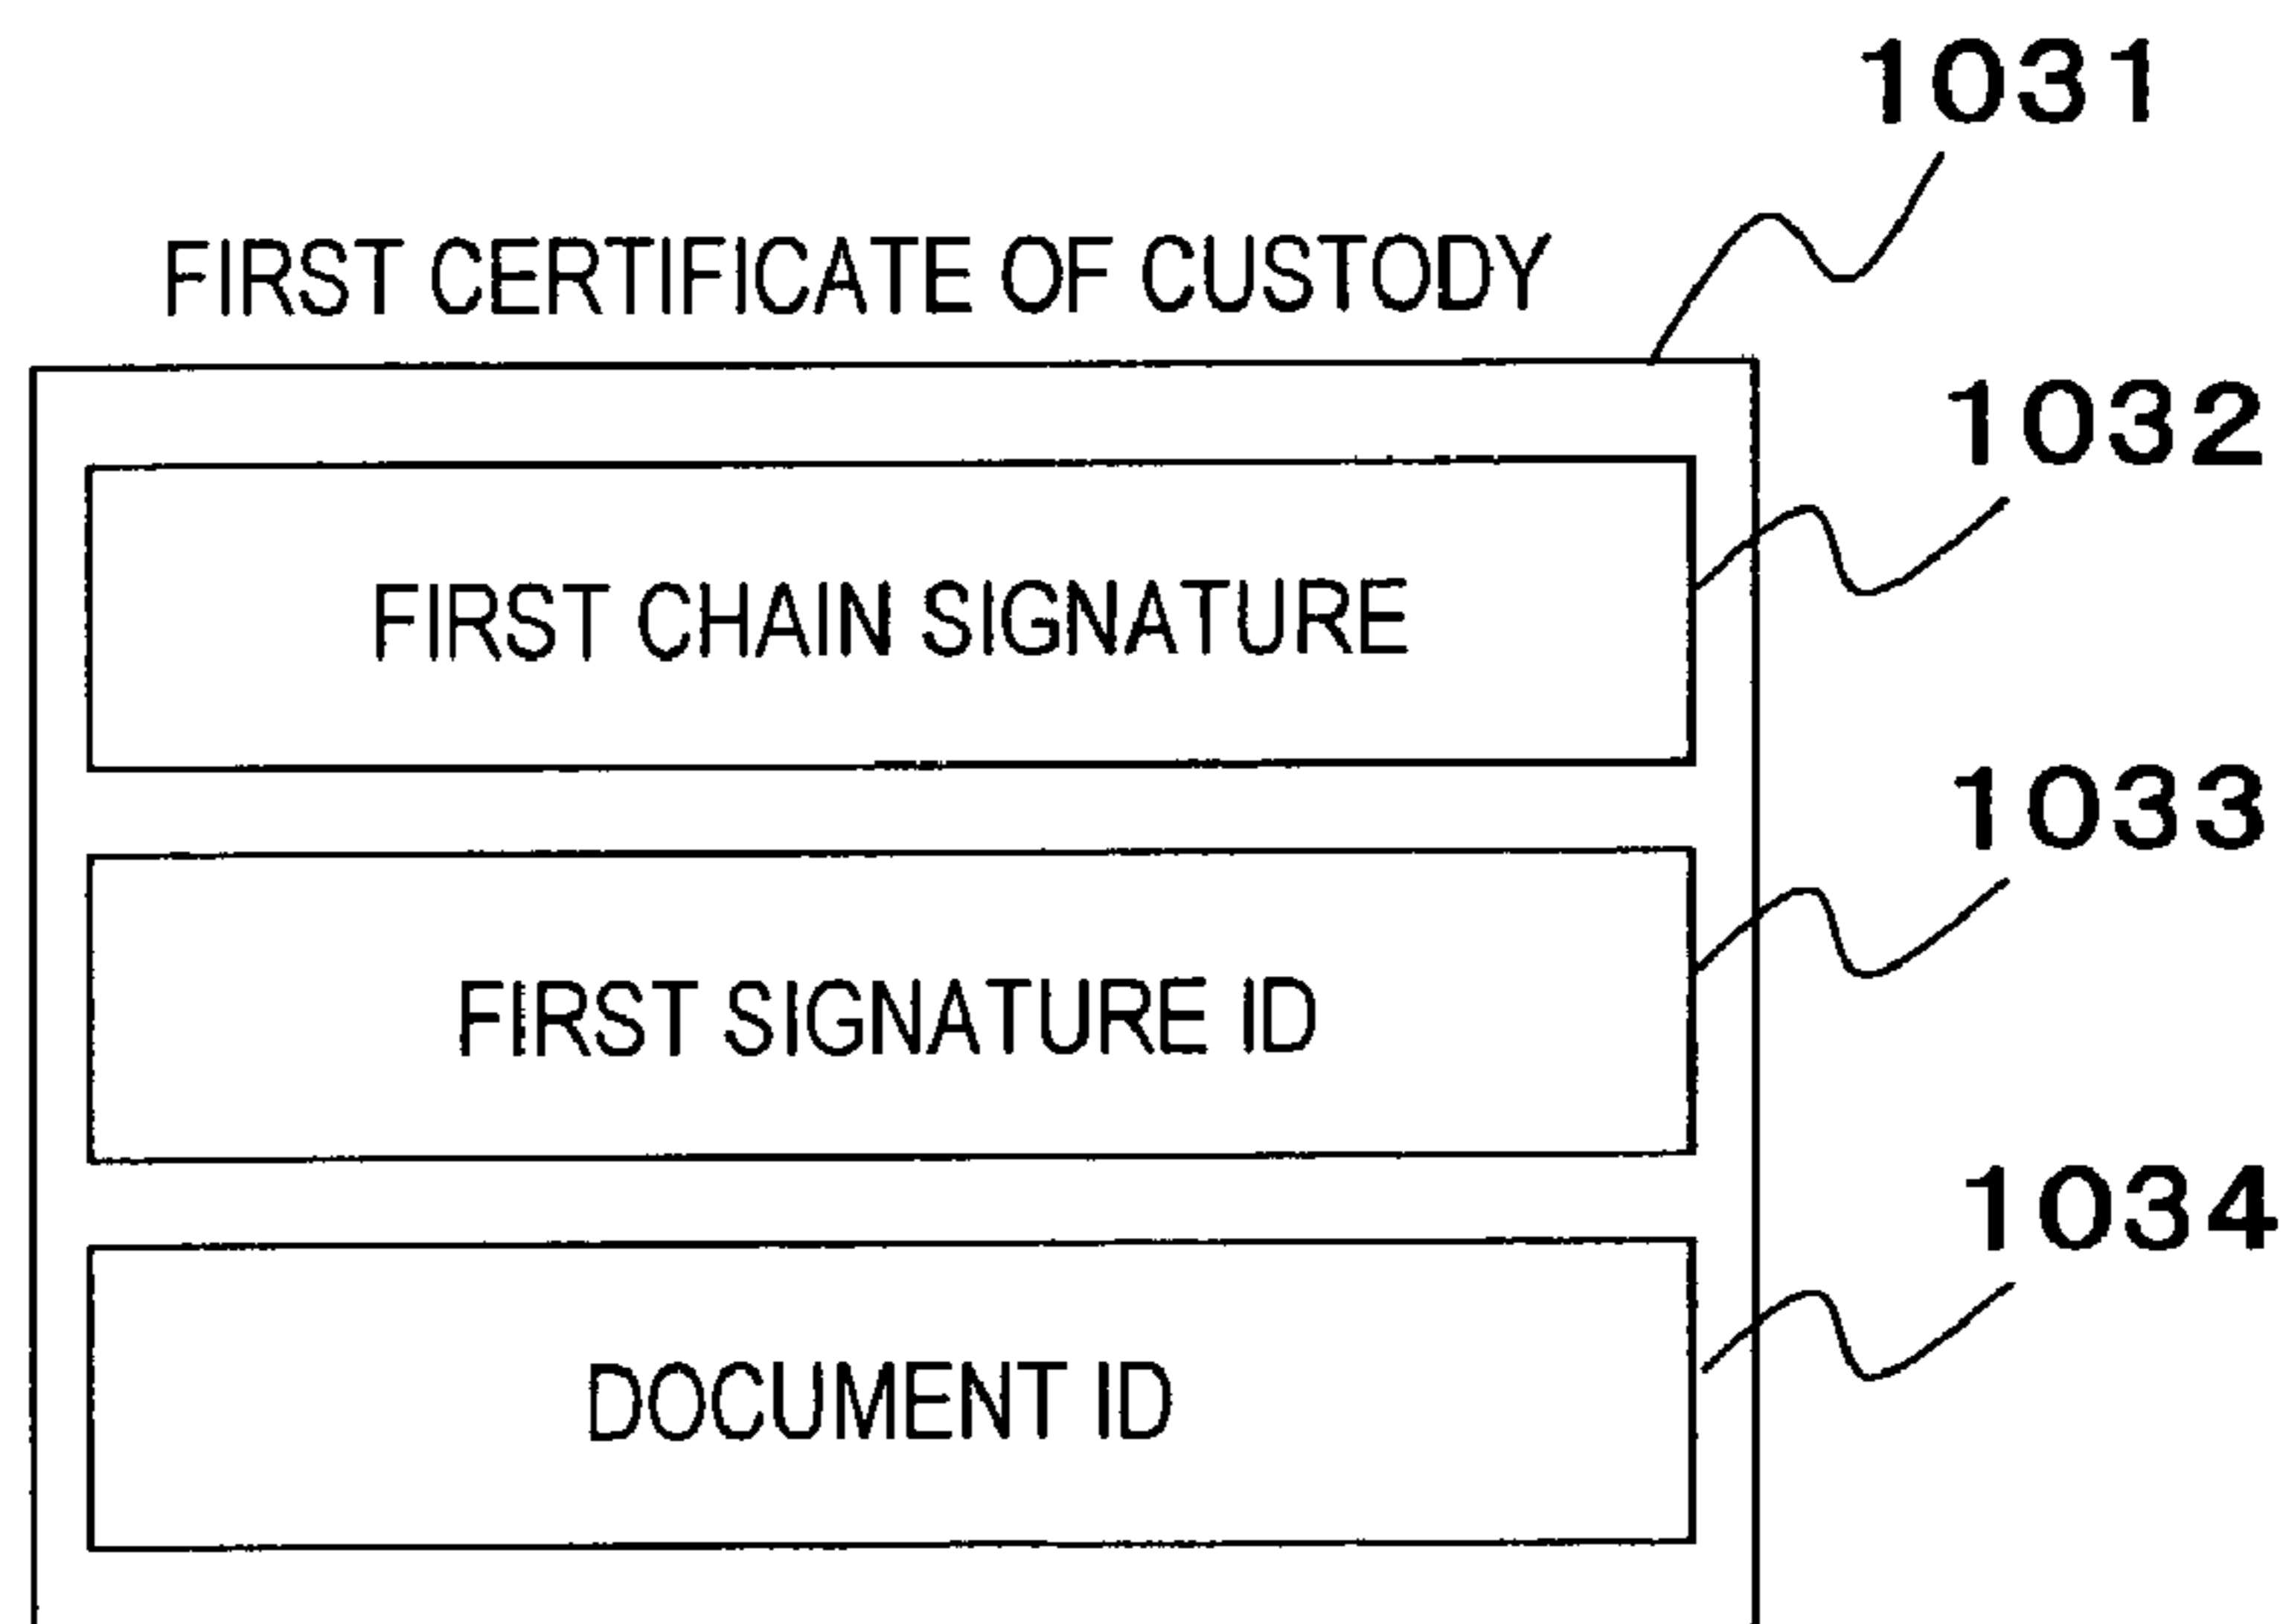 1031
FIRST CERTIFICATE OF CUSTODY
1032
FIRST CHAIN SIGNATURE
1033
FIRST SIGNATURE ID
1034
DOCUMENT ID